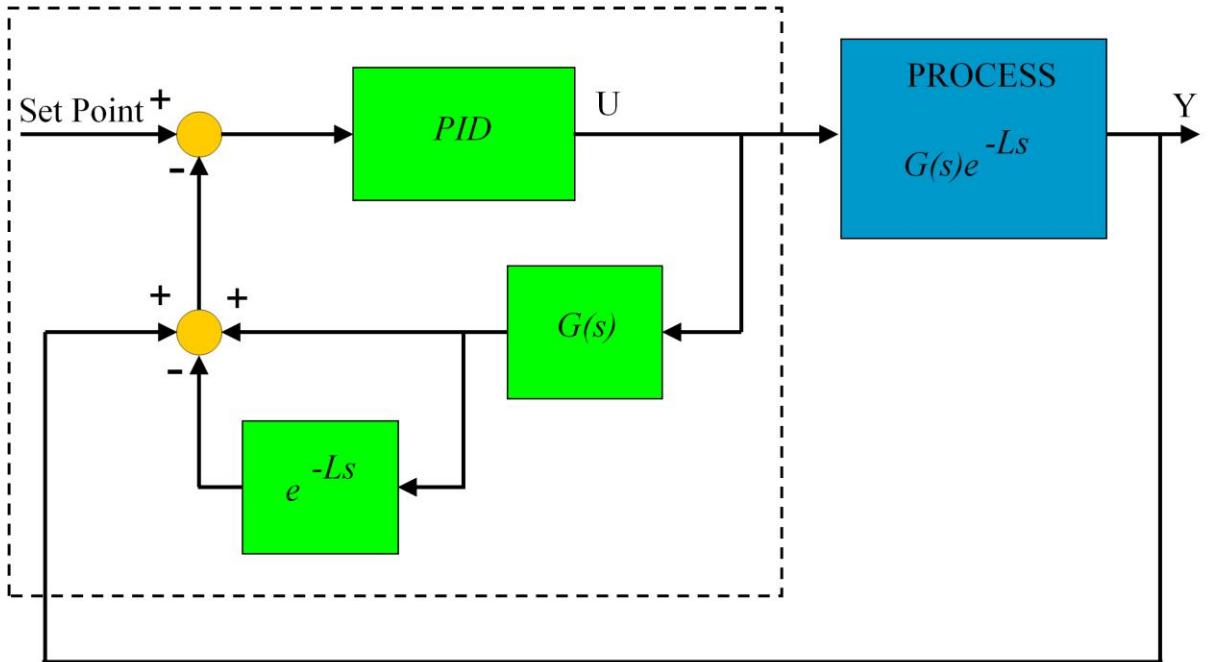 Set Point
+
-
PID
U
PROCESS
G(s)e^-Ls
Y
+
+
-
G(s)
e^-Ls